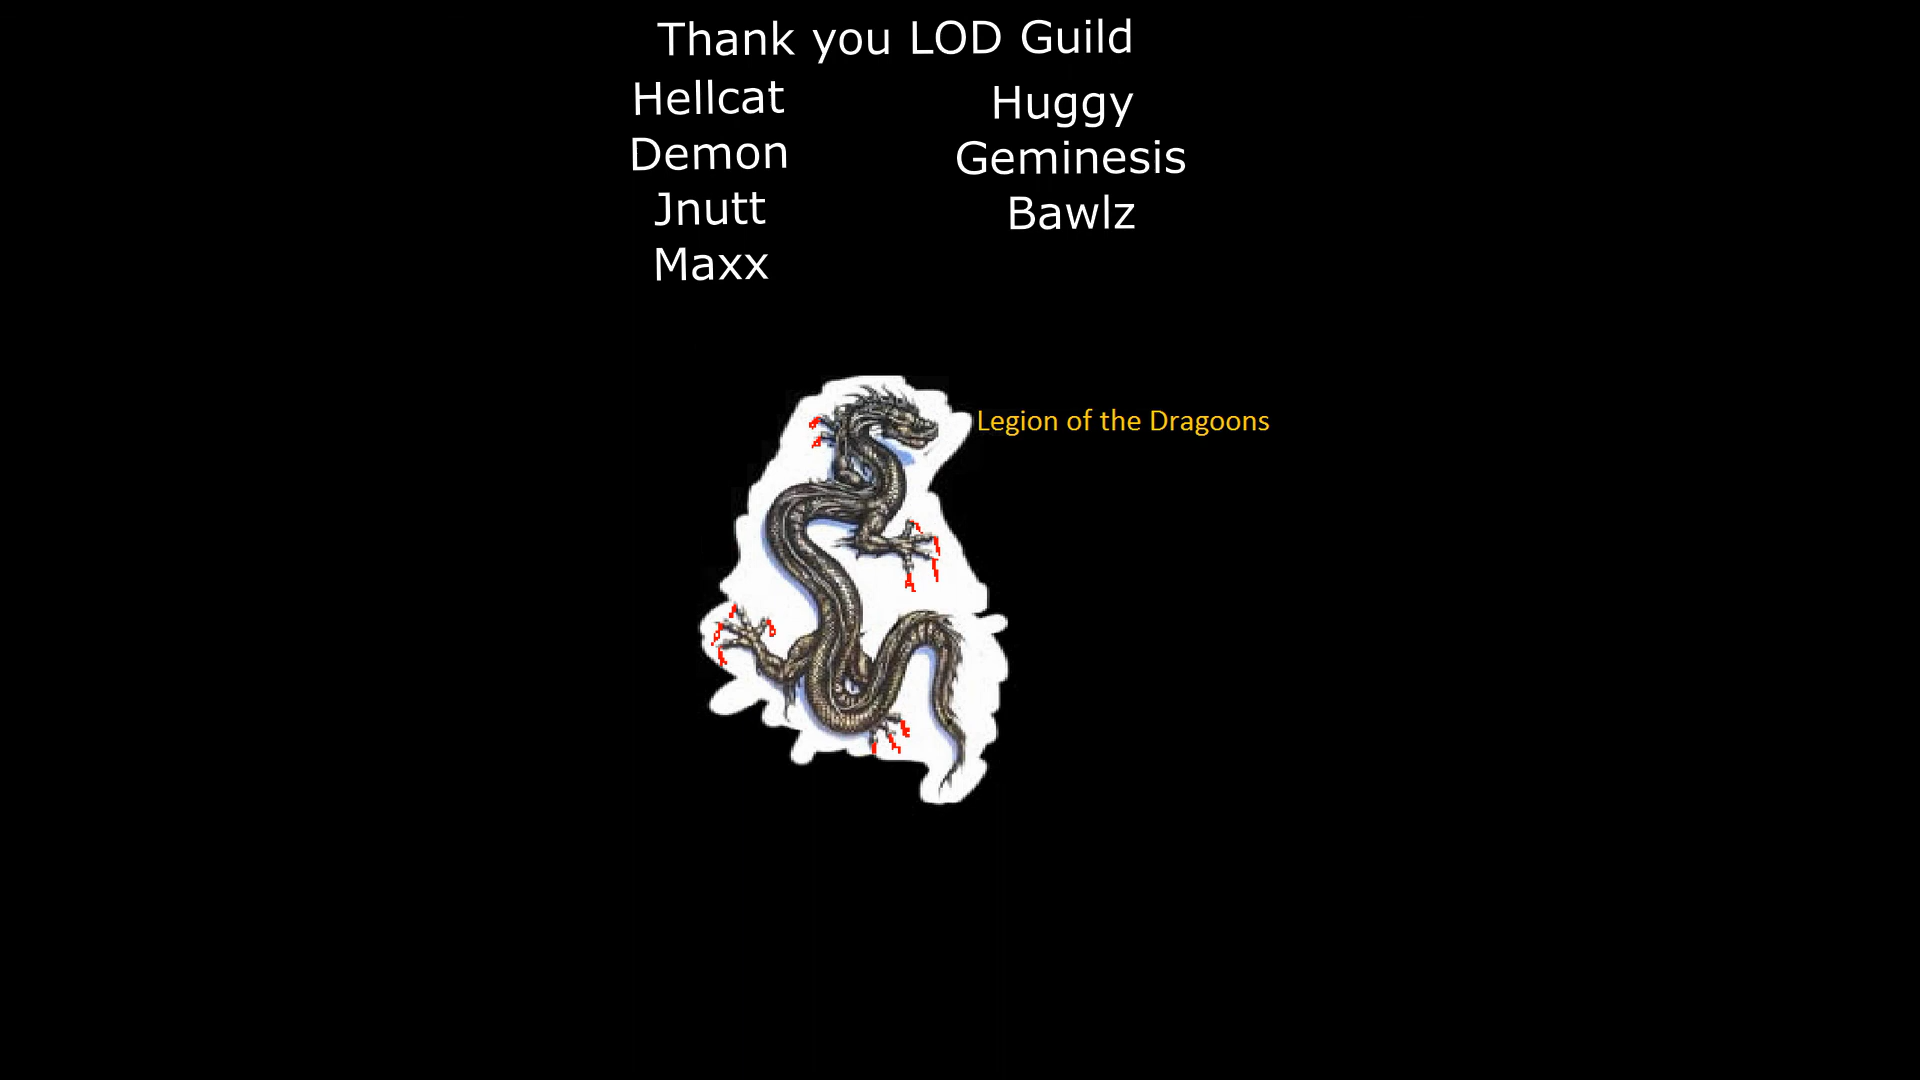 Thank you LOD Guild
Hellcat
Demon
Jnutt
Maxx
Huggy
Geminesis
Bawlz
Legion of the Dragoons